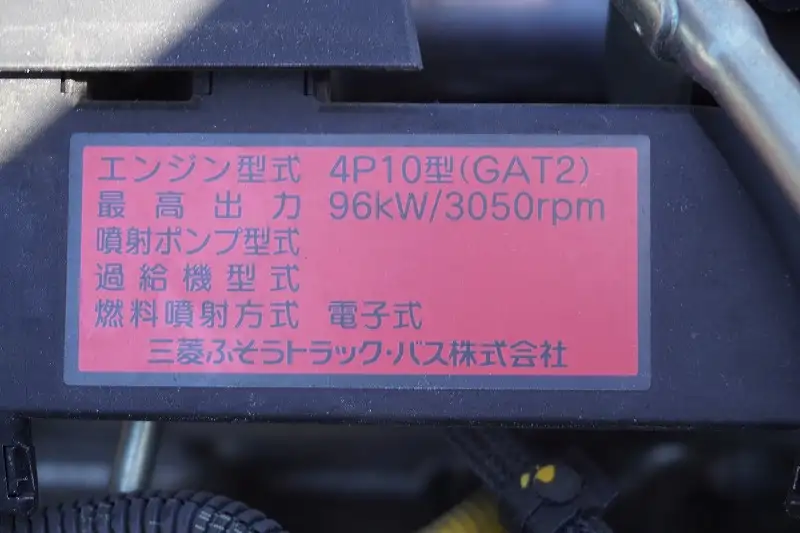 エンジン型式 4P10型(GAT2)
最高出力 96kW/3050rpm
噴射ポンプ型式
過給機型式
燃料噴射方式 電子式
三菱ふそうトラック・バス株式会社